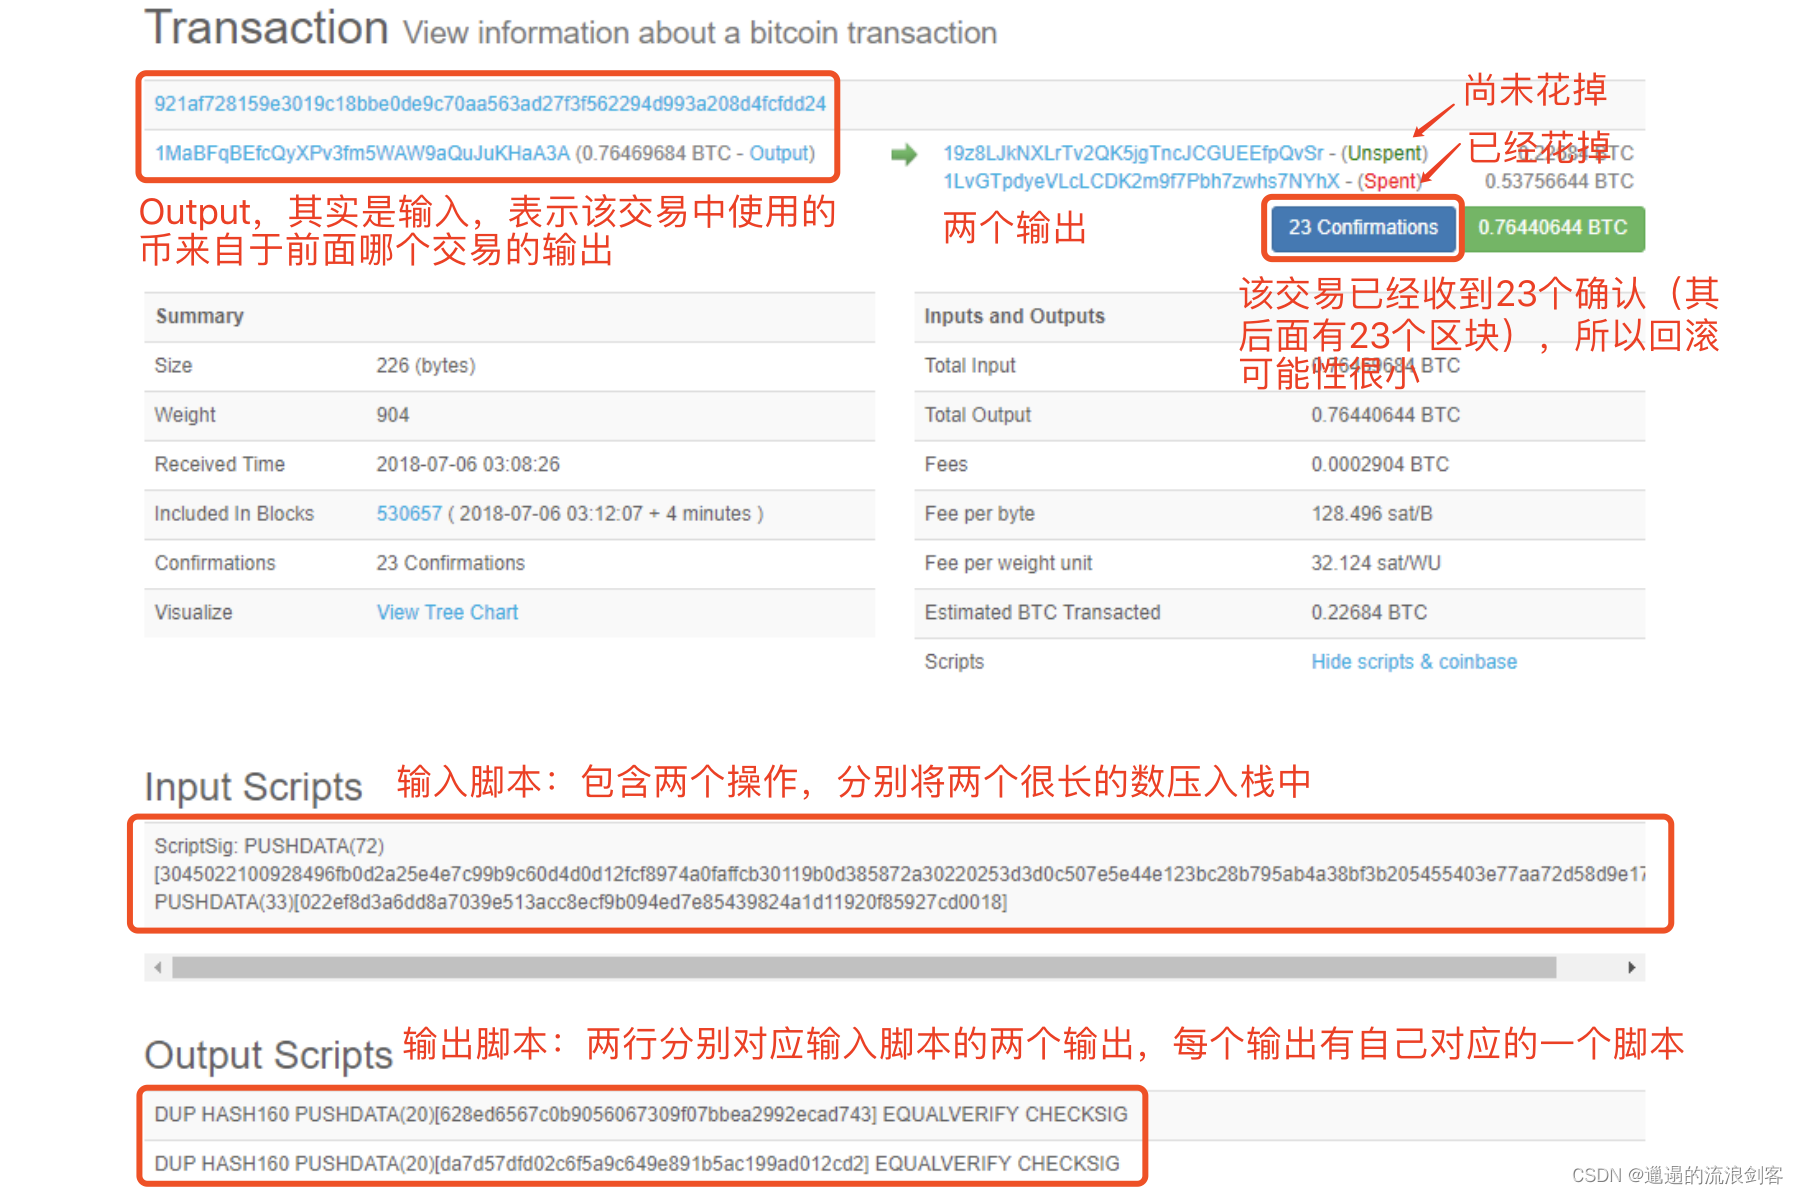 Transaction View information about a bitcoin transaction
尚未花掉
921af728159e3019c18bbe0de9c70aa563ad27f3f562294d993a208d4fcfdd24
已经花掉
1MaBFqBEfcQyXPv3fm5WAW9aQuJuKHaA3A (0.76469684 BTC - Output)
19z8LJkNXLrTv2QK5jgTncJCGUEEfpQvSr - (Unspent) 0.22684 BTC
1LvGTpdyeVLcLCDK2m9f7Pbh7zwhs7NYhX - (Spent) 0.53756644 BTC
Output，其实是输入，表示该交易中使用的
币来自于前面哪个交易的输出
两个输出
23 Confirmations 0.76440644 BTC
该交易已经收到23个确认（其
后面有23个区块），所以回滚
可能性很小
Summary
Size 226 (bytes)
Weight 904
Received Time 2018-07-06 03:08:26
Included In Blocks 530657 ( 2018-07-06 03:12:07 + 4 minutes )
Confirmations 23 Confirmations
Visualize View Tree Chart
Inputs and Outputs
Total Input 0.76469684 BTC
Total Output 0.76440644 BTC
Fees 0.0002904 BTC
Fee per byte 128.496 sat/B
Fee per weight unit 32.124 sat/WU
Estimated BTC Transacted 0.22684 BTC
Scripts Hide scripts & coinbase
Input Scripts 输入脚本：包含两个操作，分别将两个很长的数压入栈中
ScriptSig: PUSHDATA(72)
[3045022100928496fb0d2a25e4e7c99b9c60d4d0d12fcf8974a0faffcb30119b0d385872a30220253d3d0c507e5e44e123bc28b795ab4a38bf3b205455403e77aa72d58d9e17
PUSHDATA(33)[022ef8d3a6dd8a7039e513acc8ecf9b094ed7e85439824a1d11920f85927cd0018]
Output Scripts 输出脚本：两行分别对应输入脚本的两个输出，每个输出有自己对应的一个脚本
DUP HASH160 PUSHDATA(20)[628ed6567c0b9056067309f07bbea2992ecad743] EQUALVERIFY CHECKSIG
DUP HASH160 PUSHDATA(20)[da7d57dfd02c6f5a9c649e891b5ac199ad012cd2] EQUALVERIFY CHECKSIG
CSDN @邋遢的流浪剑客